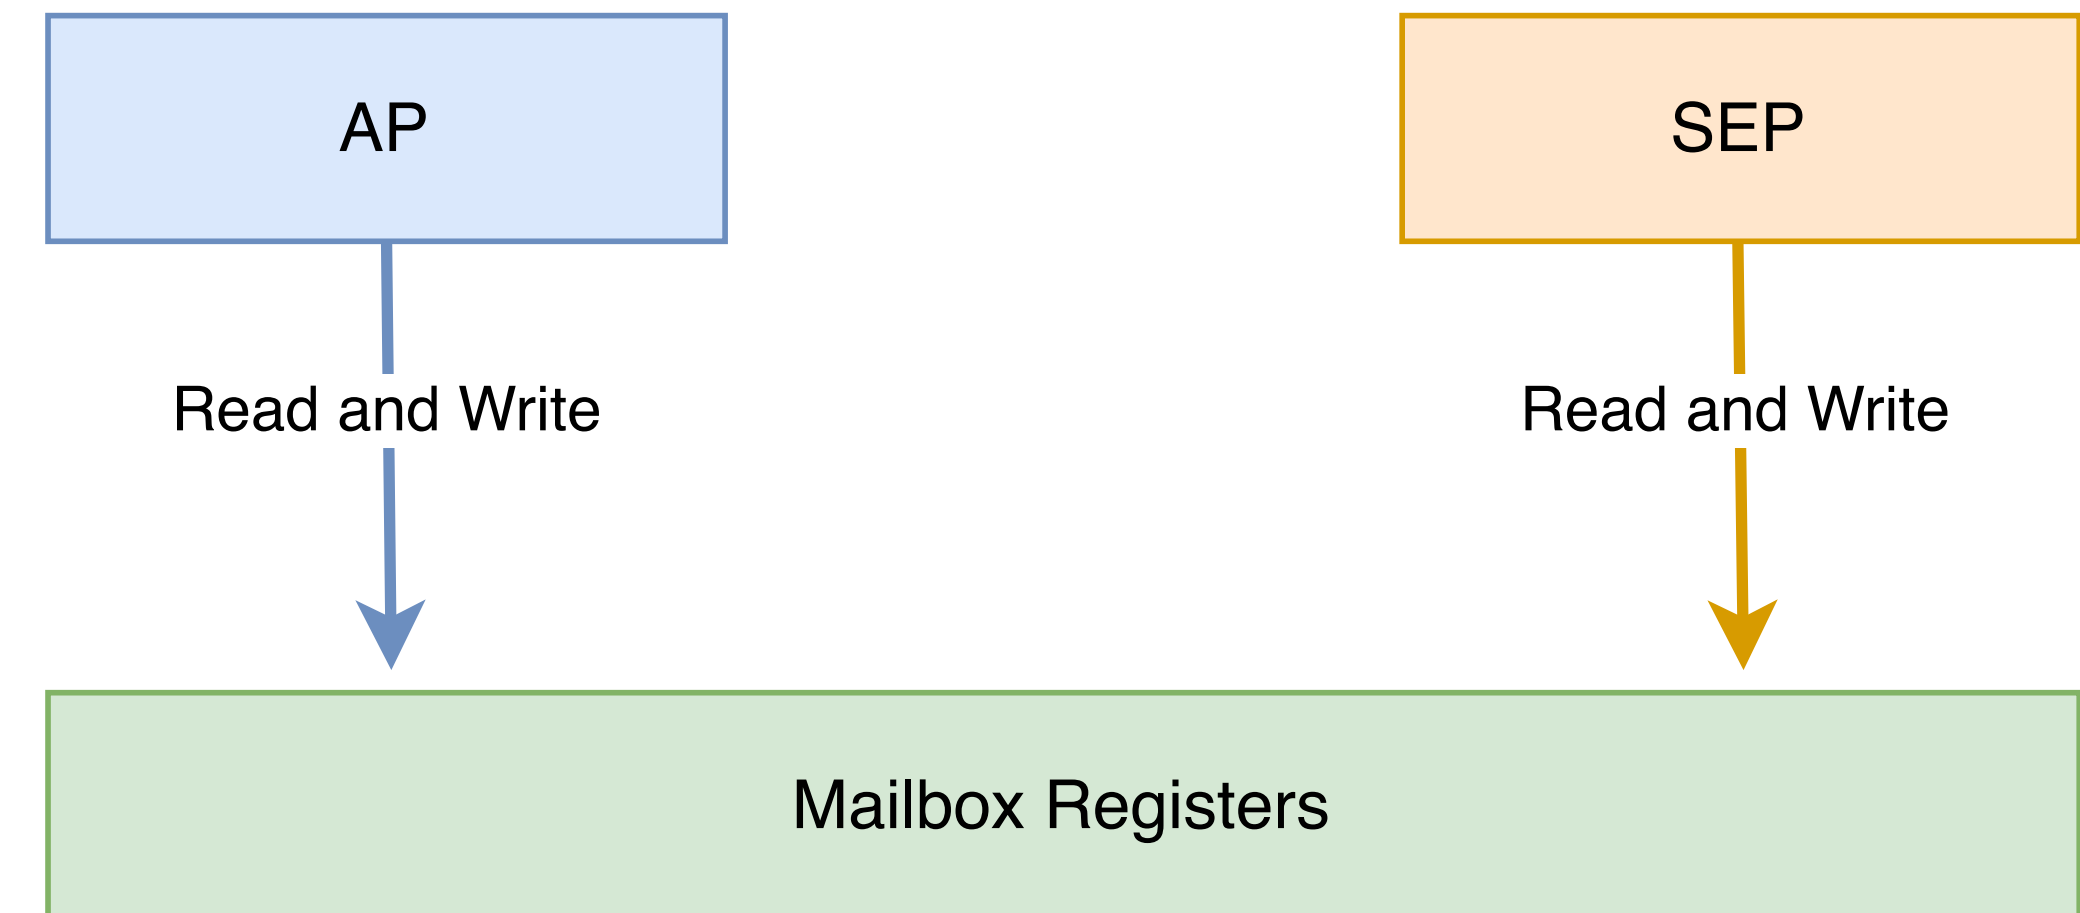 AP
SEP
Read and Write
Read and Write
Mailbox Registers